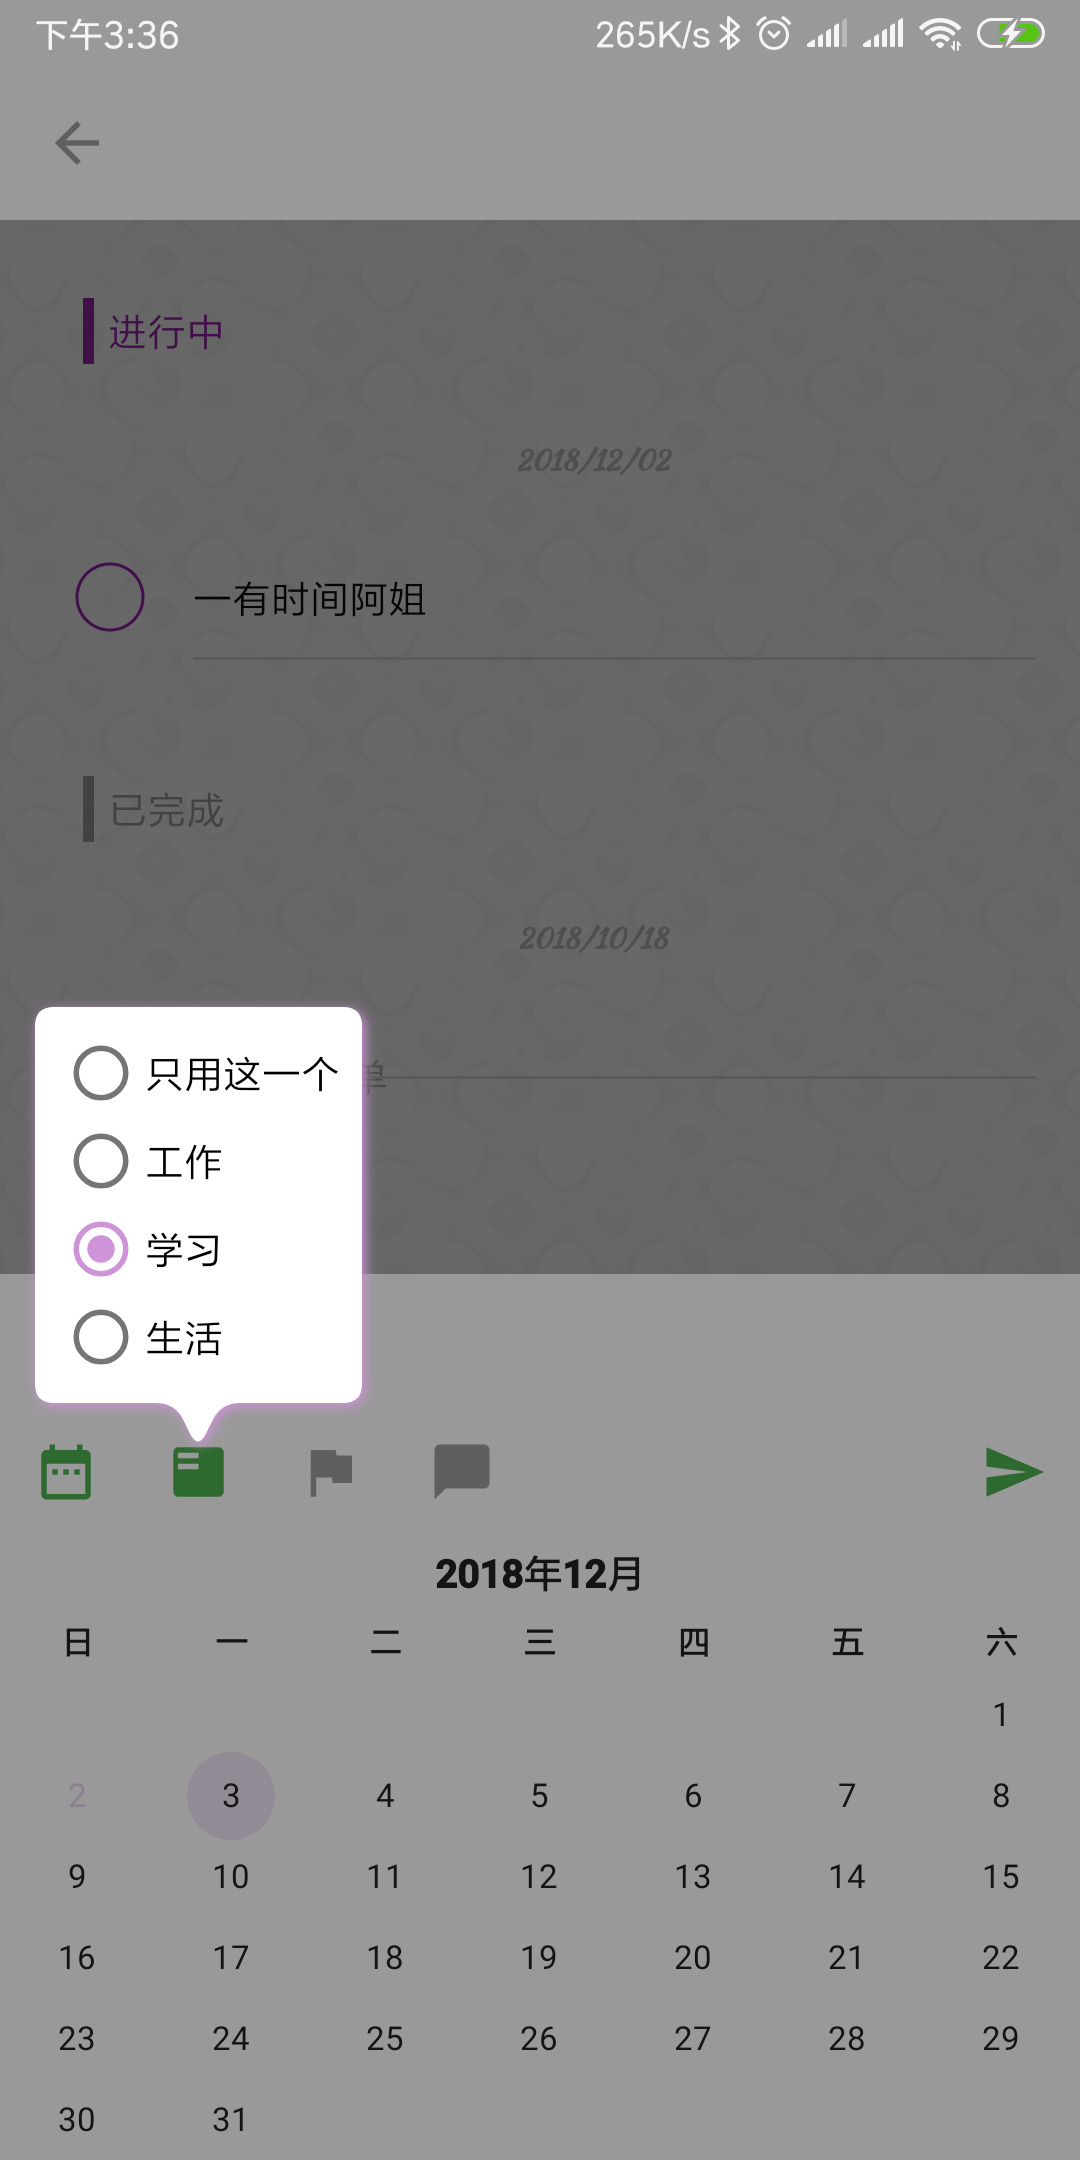 下午3:36 265K/s
进行中
2018/12/02
一有时间阿姐
已完成
2018/10/18
只用这一个
单
工作
学习
生活
2018年12月
日 一 二 三 四 五 六
1
2 3 4 5 6 7 8
9 10 11 12 13 14 15
16 17 18 19 20 21 22
23 24 25 26 27 28 29
30 31